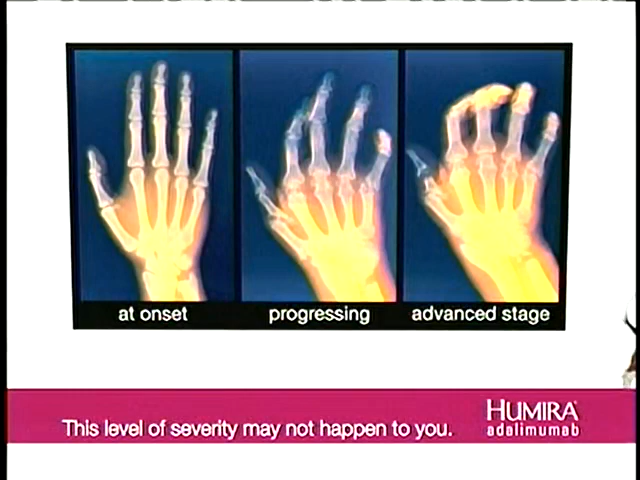 at onset progressing advanced stage
This level of severity may not happen to you.
HUMIRA
adalimumab